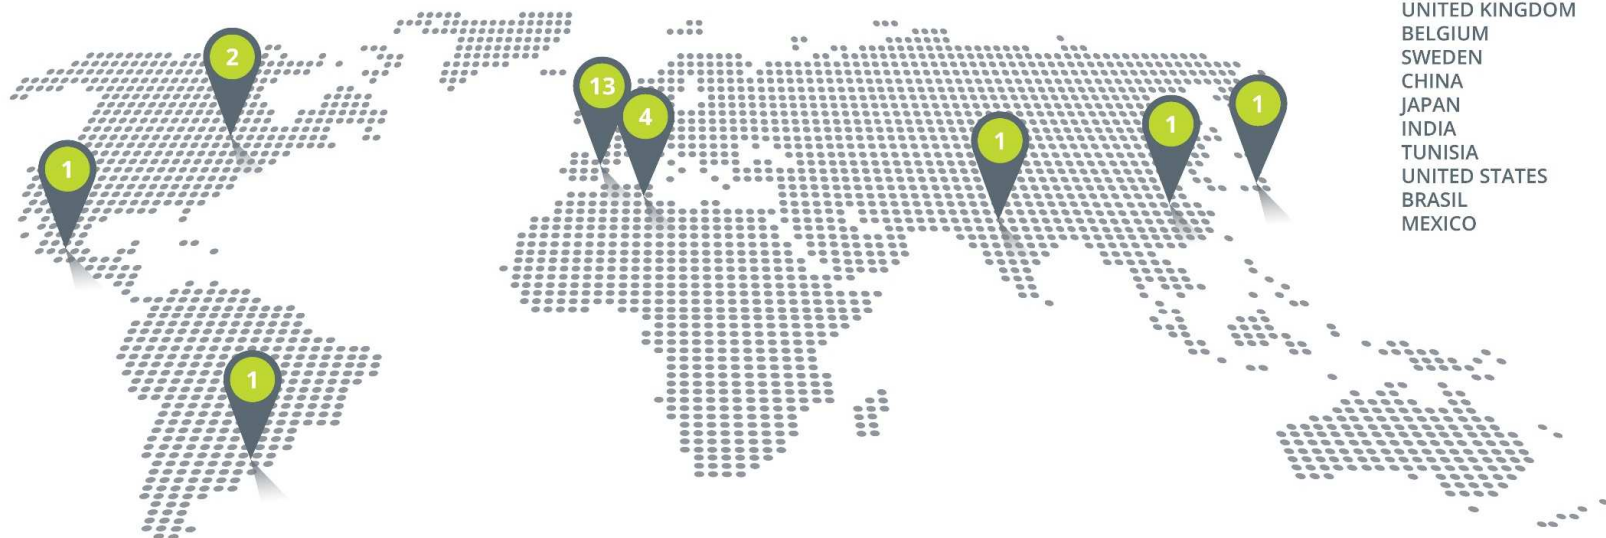 UNITED KINGDOM
BELGIUM
SWEDEN
CHINA
JAPAN
INDIA
TUNISIA
UNITED STATES
BRASIL
MEXICO
2
13
4
1
1
1
1
1